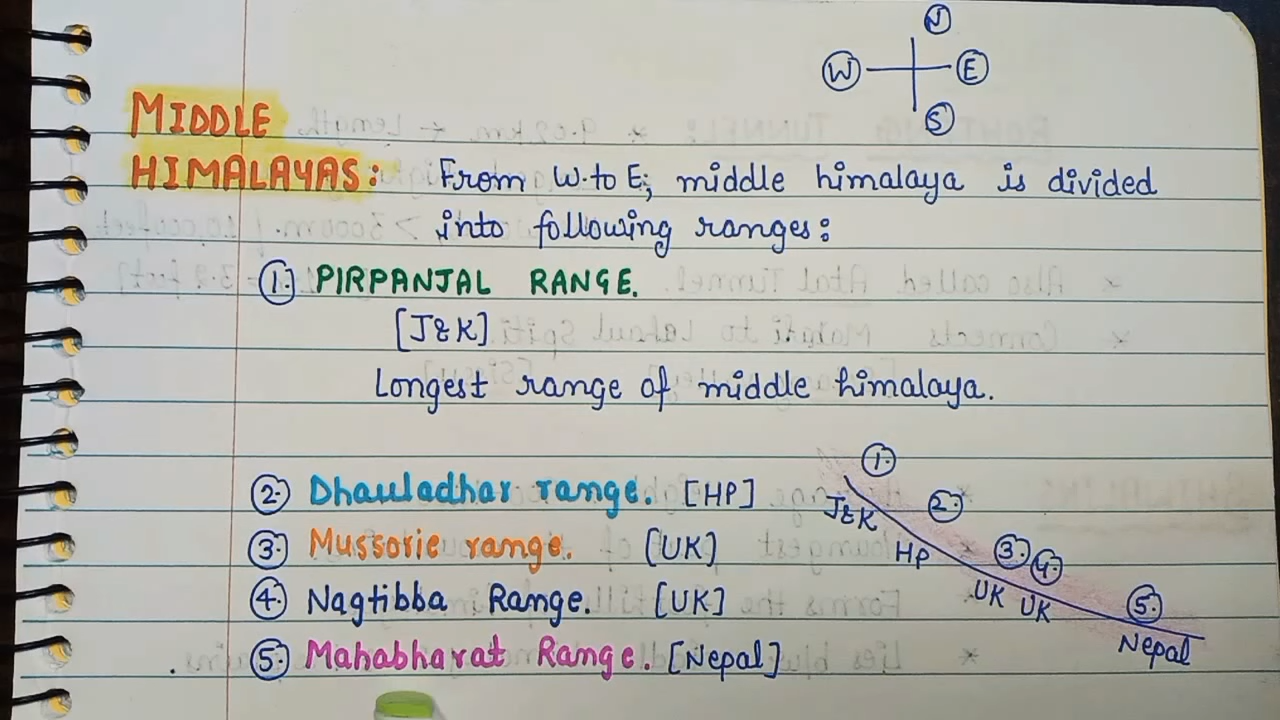 N
W E
S
MIDDLE
HIMALAYAS: From W.to E; middle himalaya is divided
into following ranges:
1. PIRPANJAL RANGE.
[J&K]
Longest range of middle himalaya.
2. Dhauladhar range. [HP]
3. Mussorie range. [UK]
4. Nagtibba Range. [UK]
5. Mahabharat Range. [Nepal]
1.
J&K
2.
HP
3. 4.
UK UK
5.
Nepal